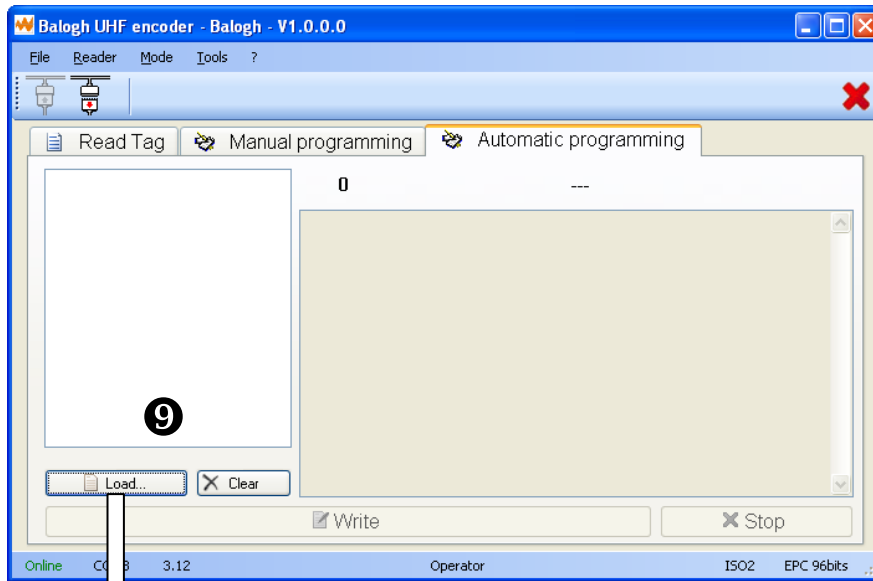 Balogh UHF encoder - Balogh - V1.0.0.0
File Reader Mode Tools ?
Read Tag Manual programming Automatic programming
0 ---
❾
Load... Clear
Write Stop
Online 3.12 Operator ISO2 EPC 96bits